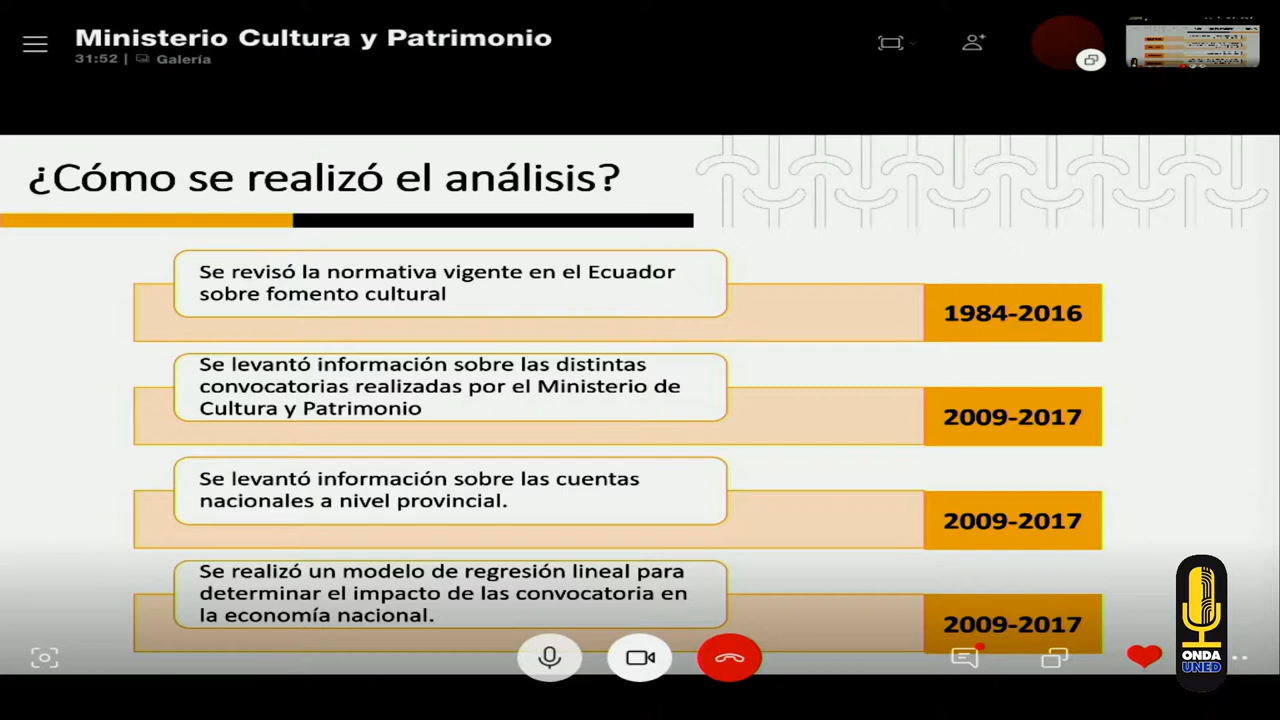 Ministerio Cultura y Patrimonio
31:52 | Galería
¿Cómo se realizó el análisis?
Se revisó la normativa vigente en el Ecuador
sobre fomento cultural
1984-2016
Se levantó información sobre las distintas
convocatorias realizadas por el Ministerio de
Cultura y Patrimonio
2009-2017
Se levantó información sobre las cuentas
nacionales a nivel provincial.
2009-2017
Se realizó un modelo de regresión lineal para
determinar el impacto de las convocatoria en
la economía nacional.
2009-2017
ONDA
UNED